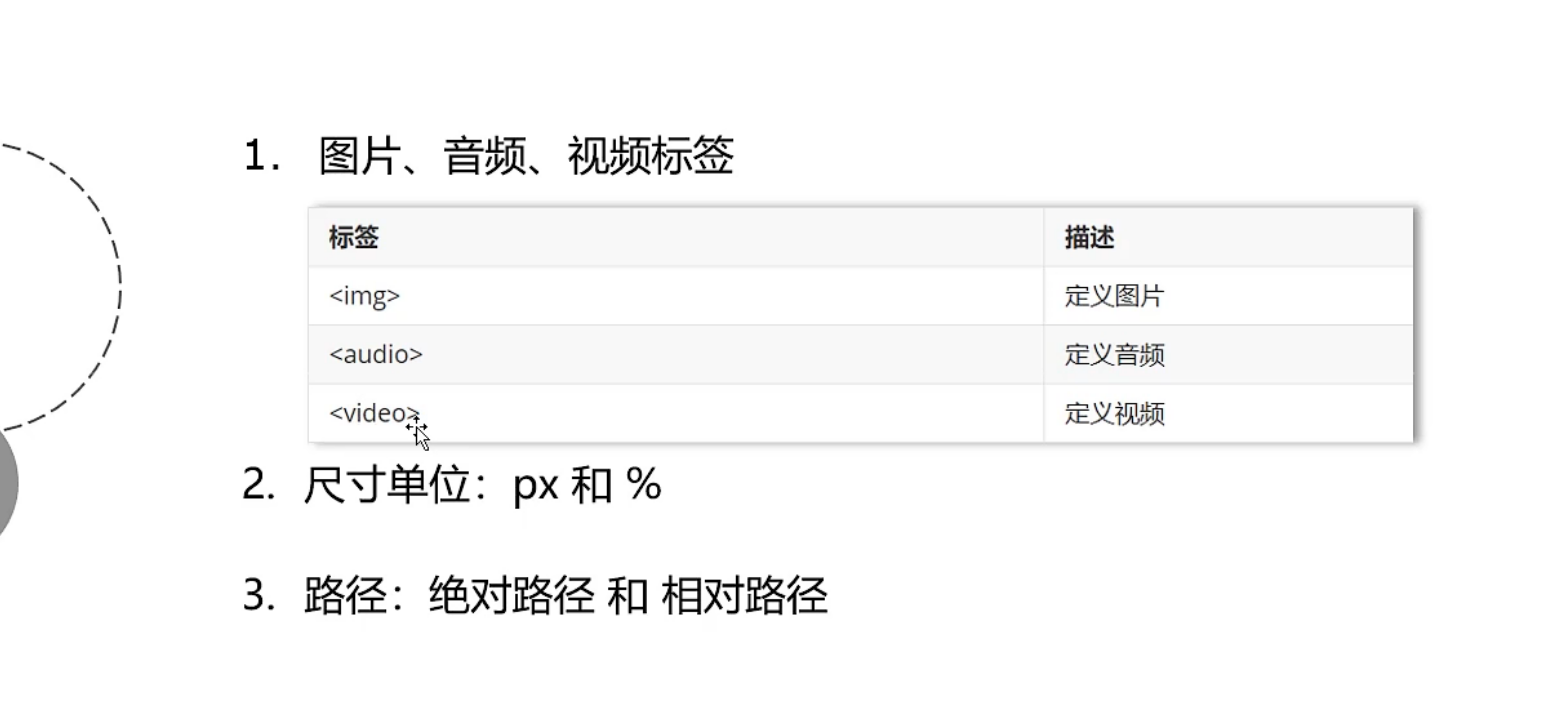 1. 图片、音频、视频标签
标签 描述
<img> 定义图片
<audio> 定义音频
<video> 定义视频
2. 尺寸单位：px 和 %
3. 路径：绝对路径 和 相对路径